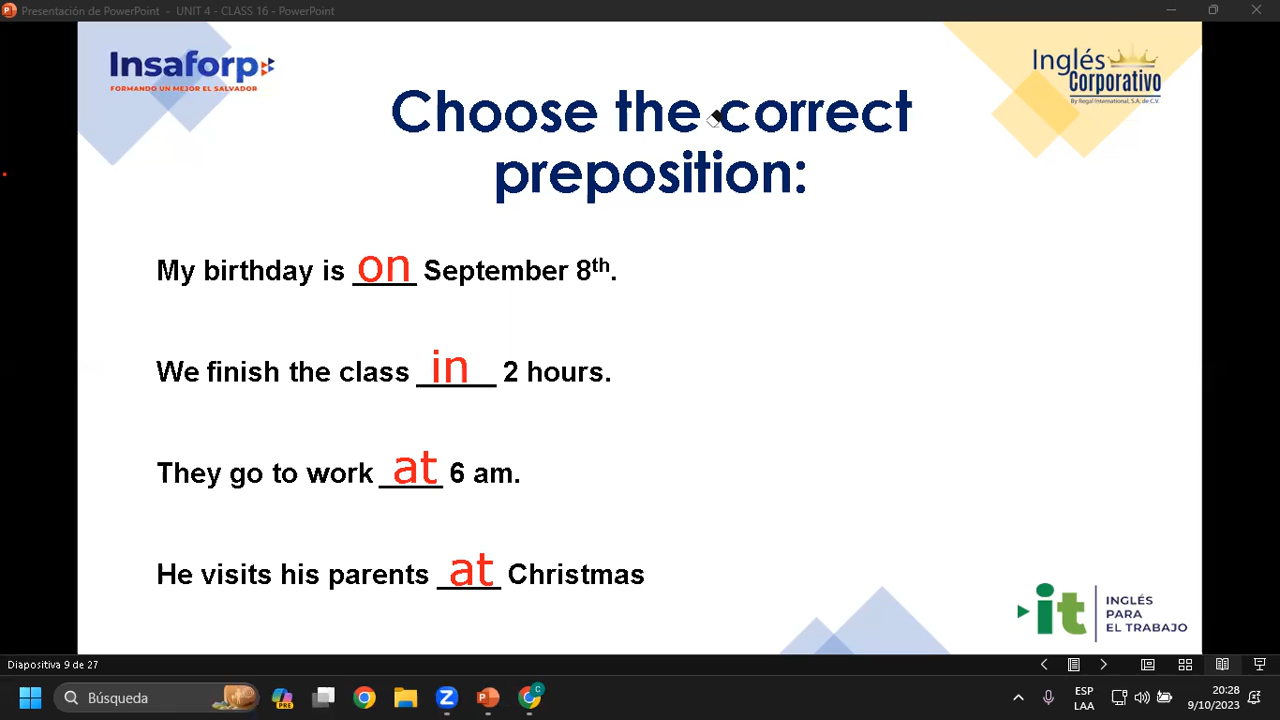 Presentación de PowerPoint - UNIT 4 - CLASS 16 - PowerPoint
Insaforp
FORMANDO UN MEJOR EL SALVADOR
Inglés
Corporativo
By Regal International, S.A. de C.V.
Choose the correct
preposition:
My birthday is on September 8th.
We finish the class in 2 hours.
They go to work at 6 am.
He visits his parents at Christmas
it
INGLÉS
PARA
EL TRABAJO
Diapositiva 9 de 27
Búsqueda
PRE
ESP
LAA
20:28
9/10/2023